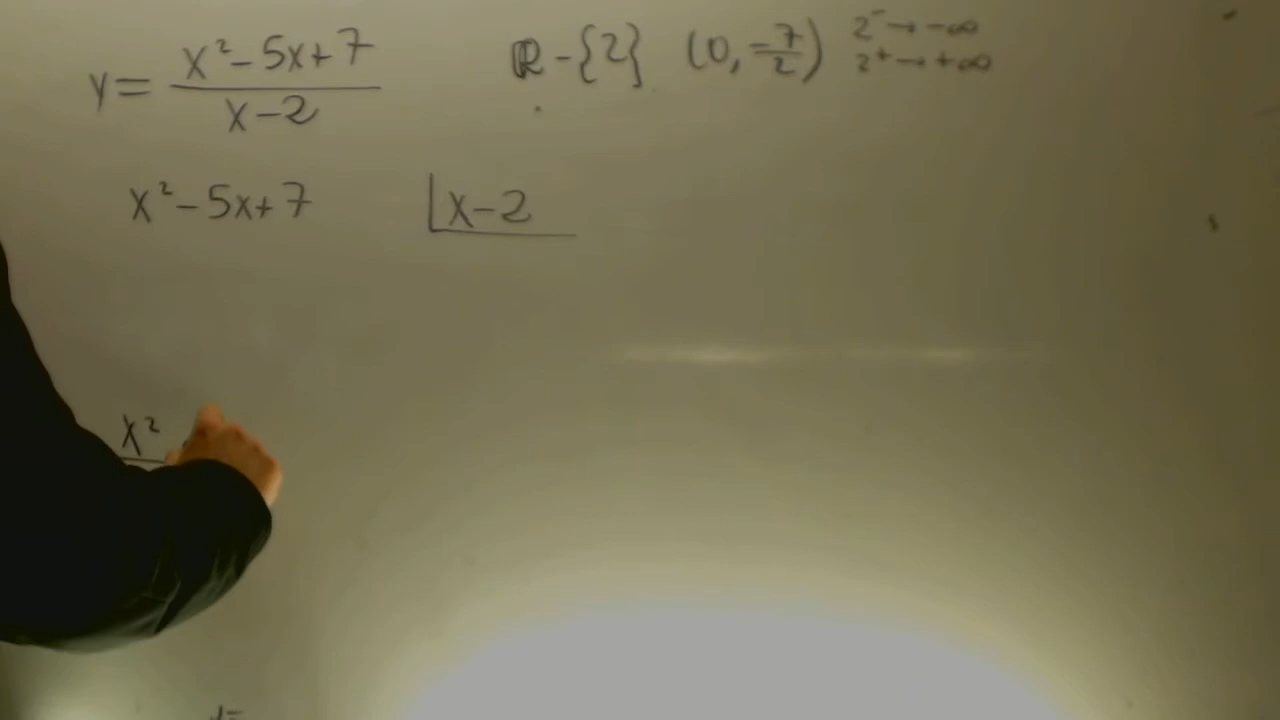 y = (x² - 5x + 7) / (x - 2) ℝ - {2} (0, -7/2) 2⁻ → -∞
2⁺ → +∞
x² - 5x + 7 |x - 2
x²